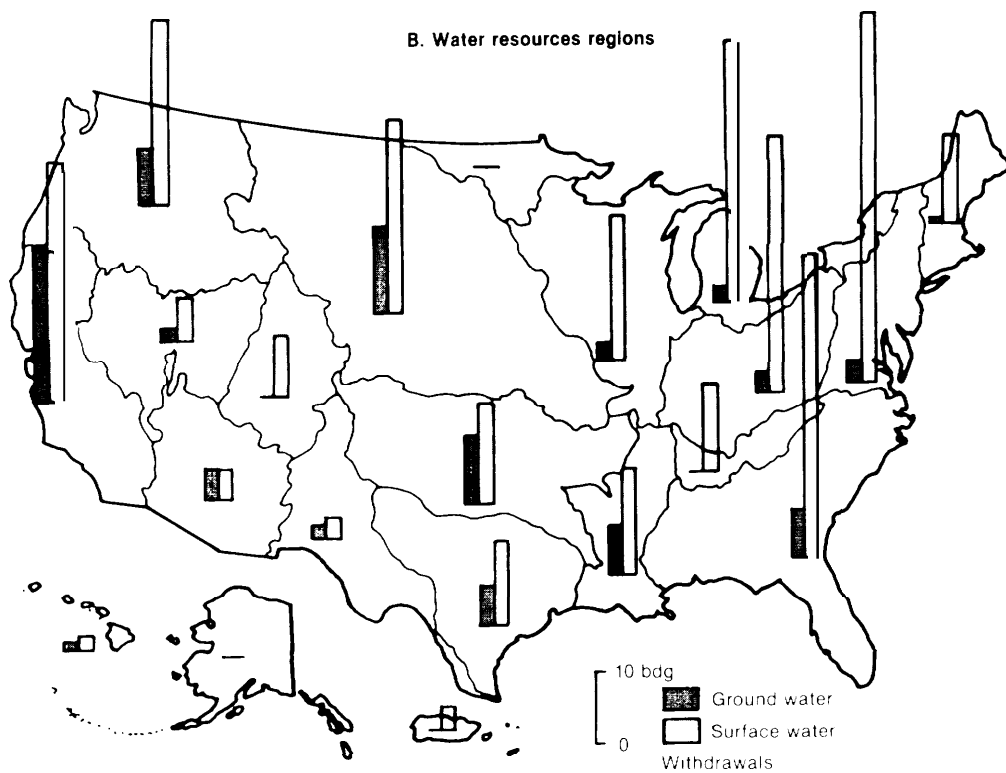 B. Water resources regions
10 bdg
0
Ground water
Surface water
Withdrawals